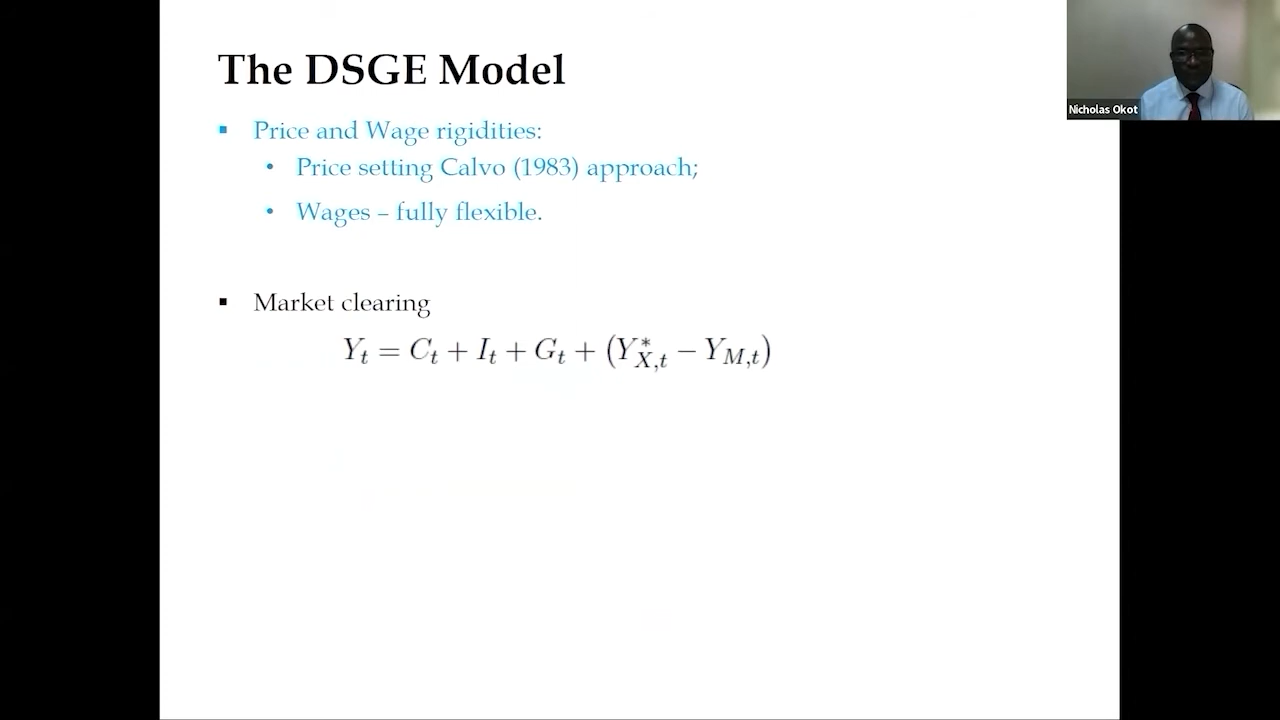 The DSGE Model
Nicholas Okot
▪ Price and Wage rigidities:
• Price setting Calvo (1983) approach;
• Wages – fully flexible.
▪ Market clearing
$Y_t = C_t + I_t + G_t + (Y^*_{X,t} - Y_{M,t})$